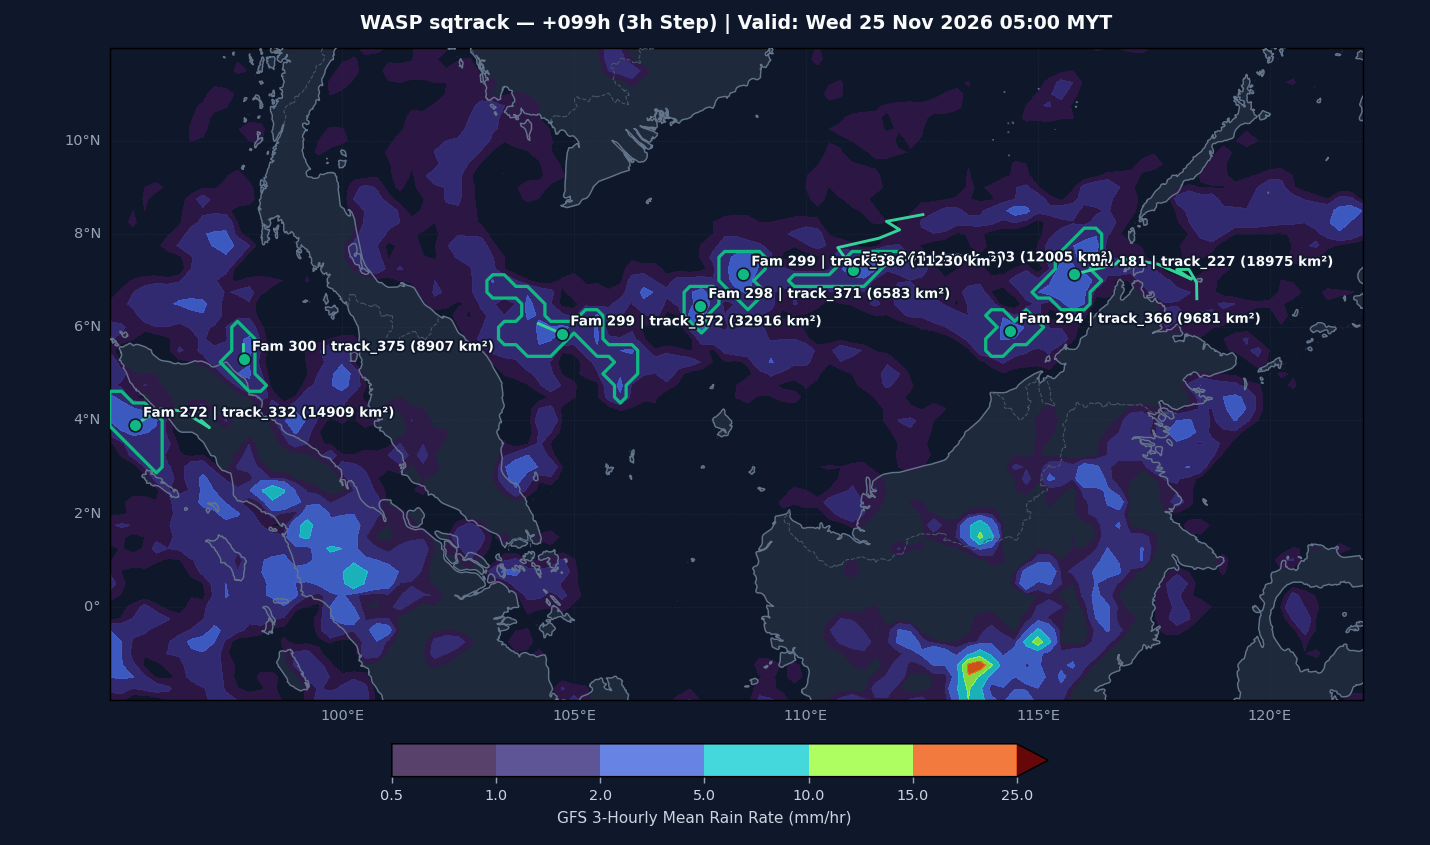 WASP sqtrack — +099h (3h Step) | Valid: Wed 25 Nov 2026 05:00 MYT
10°N
8°N
6°N
4°N
2°N
0°
Fam 299 | track_386 (11230 km²)
(12005 km²)
181 | track_227 (18975 km²)
Fam 298 | track_371 (6583 km²)
Fam 299 | track_372 (32916 km²)
Fam 294 | track_366 (9681 km²)
Fam 300 | track_375 (8907 km²)
Fam 272 | track_332 (14909 km²)
100°E
105°E
110°E
115°E
120°E
0.5
1.0
2.0
5.0
10.0
15.0
25.0
GFS 3-Hourly Mean Rain Rate (mm/hr)